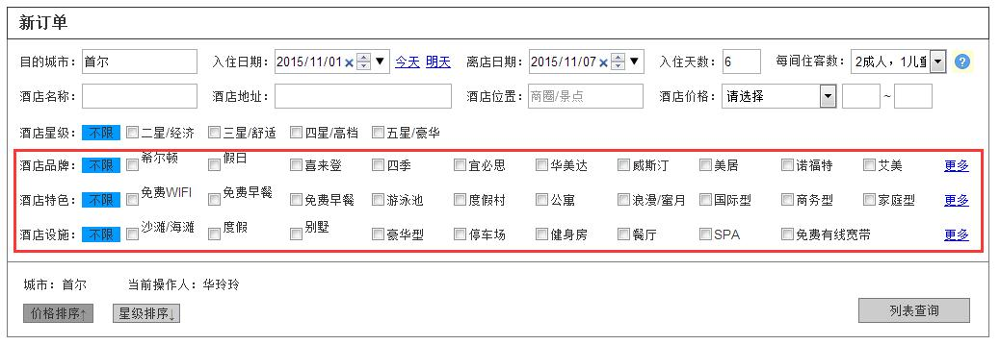 新订单
目的城市：首尔 入住日期：2015/11/01 今天 明天 离店日期：2015/11/07 入住天数：6 每间住客数：2成人，1儿童 ?
酒店名称： 酒店地址： 酒店位置：商圈/景点 酒店价格：请选择 ~
酒店星级：不限 二星/经济 三星/舒适 四星/高档 五星/豪华
酒店品牌：不限 希尔顿 假日 喜来登 四季 宜必思 华美达 威斯汀 美居 诺福特 艾美 更多
酒店特色：不限 免费WIFI 免费早餐 免费早餐 游泳池 度假村 公寓 浪漫/蜜月 国际型 商务型 家庭型 更多
酒店设施：不限 沙滩/海滩 度假 别墅 豪华型 停车场 健身房 餐厅 SPA 免费有线宽带 更多
城市：首尔 当前操作人：华玲玲
价格排序↑ 星级排序↓ 列表查询